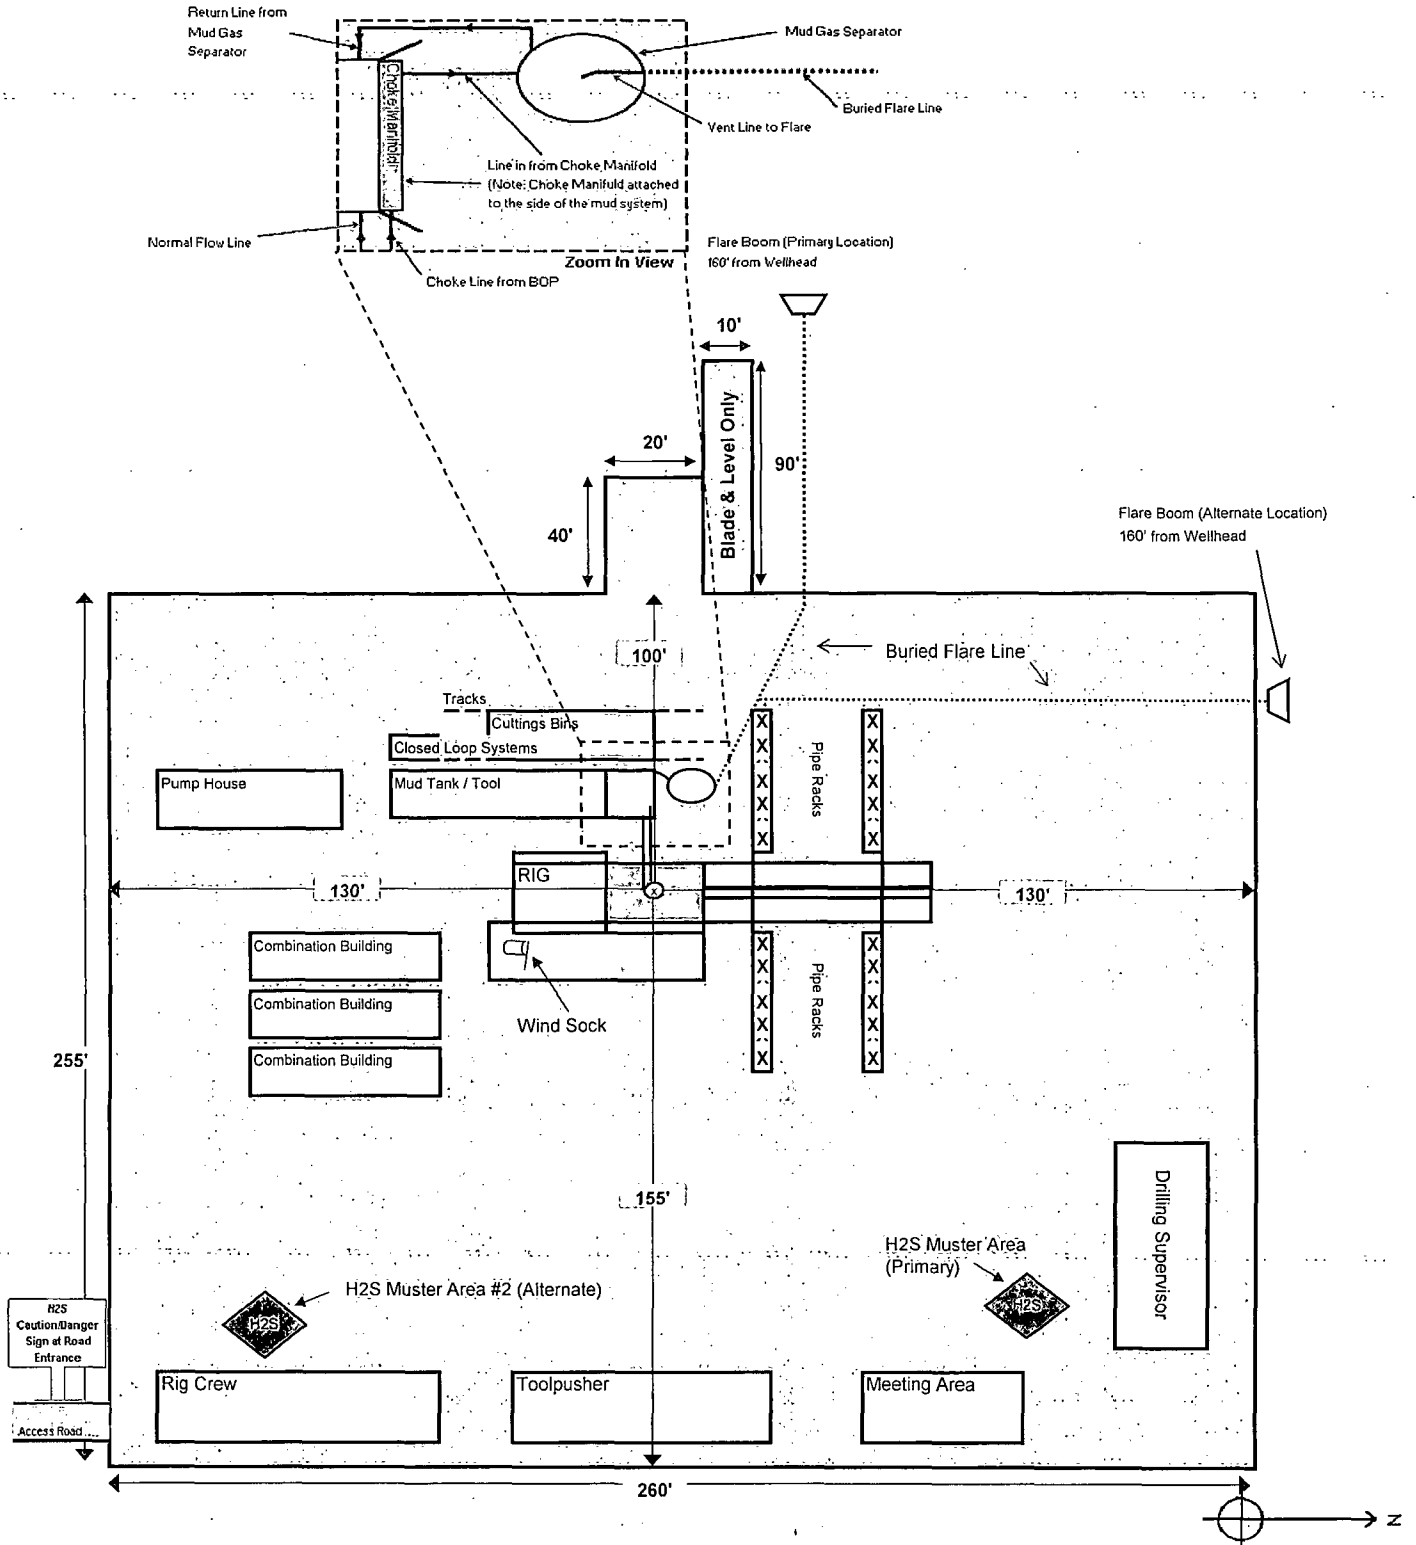 Return Line from
Mud Gas
Separator
Mud Gas Separator
Buried Flare Line
Vent Line to Flare
Choke Manifold
Line in from Choke Manifold
(Note: Choke Manifold attached
to the side of the mud system)
Normal Flow Line
Choke Line from BOP
Zoom In View
Flare Boom (Primary Location)
160' from Wellhead
10'
Blade & Level Only
90'
20'
40'
Flare Boom (Alternate Location)
160' from Wellhead
100'
Buried Flare Line
Tracks
Cuttings Bins
Closed Loop Systems
Pump House
Mud Tank / Tool
X
X
X
X
X
Pipe Racks
X
X
X
X
X
RIG
130'
x
130'
Combination Building
Combination Building
Combination Building
Wind Sock
X
X
X
X
X
Pipe Racks
X
X
X
X
X
255'
155'
Drilling Supervisor
H2S Muster Area
(Primary)
H2S
H2S Muster Area #2 (Alternate)
H2S
H2S
Caution/Danger
Sign at Road
Entrance
Access Road
Rig Crew
Toolpusher
Meeting Area
260'
N